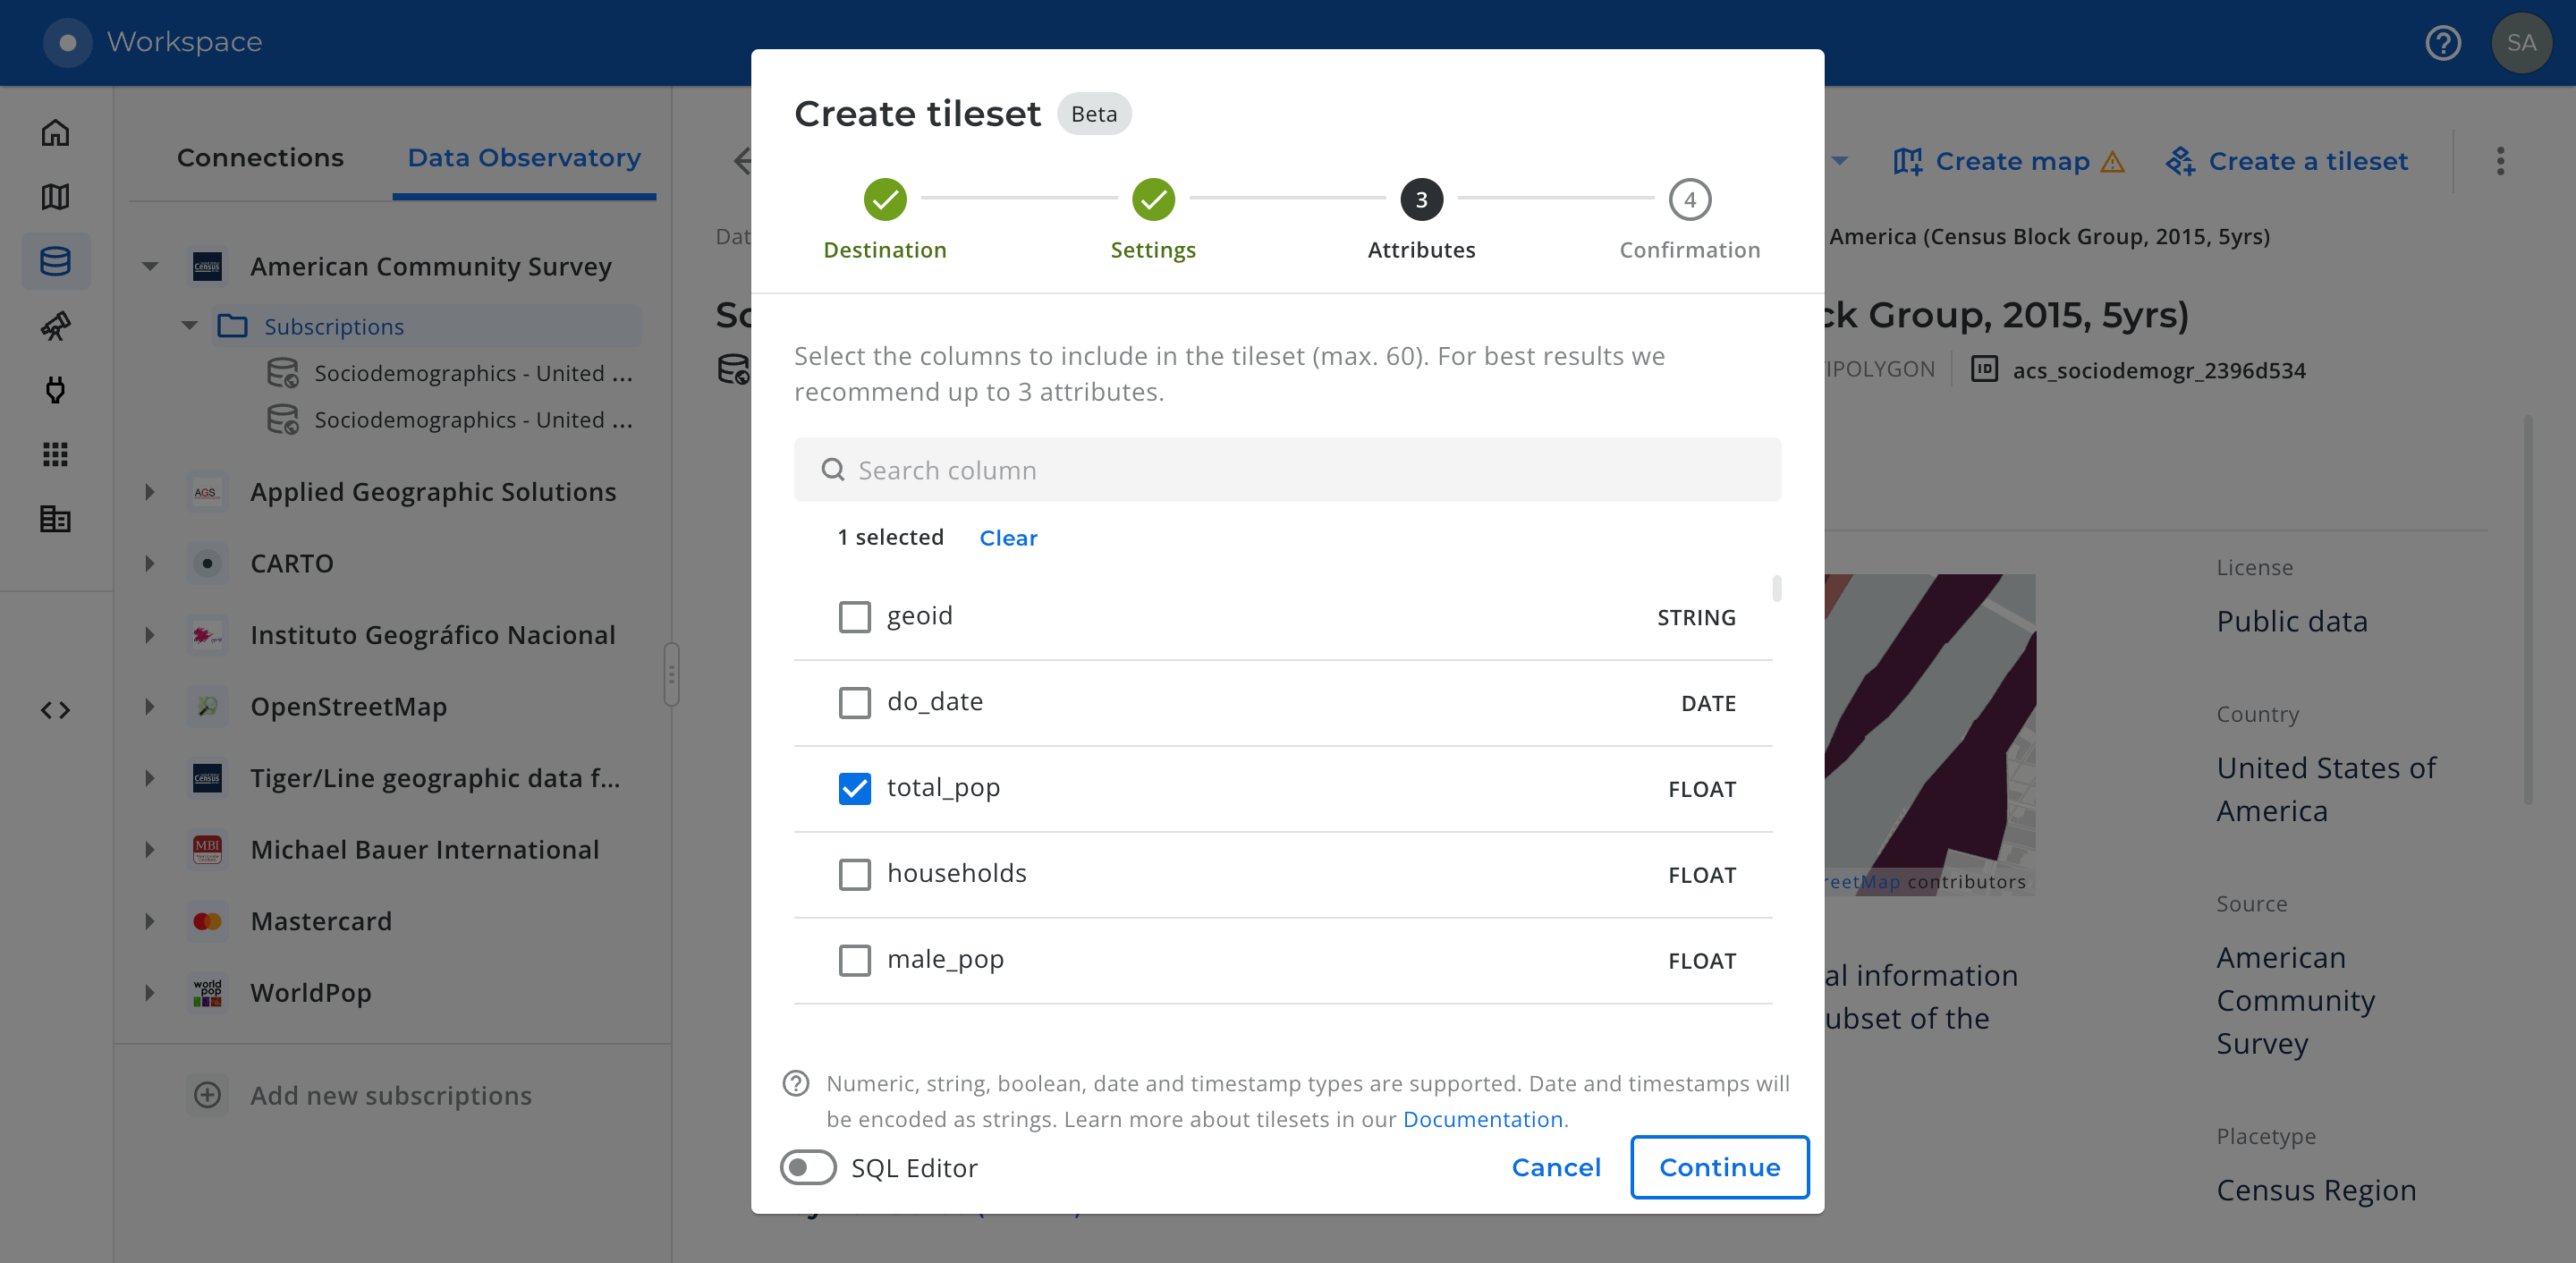 Workspace
SA
Connections
Data Observatory
American Community Survey
Subscriptions
Sociodemographics - United ...
Sociodemographics - United ...
AGS
Applied Geographic Solutions
CARTO
Instituto Geográfico Nacional
OpenStreetMap
Census
Tiger/Line geographic data f...
MBI
Michael Bauer International
Mastercard
world
pop
WorldPop
Add new subscriptions
Create tileset
Beta
3
4
Destination
Settings
Attributes
Confirmation
Select the columns to include in the tileset (max. 60). For best results we
recommend up to 3 attributes.
Search column
1 selected
Clear
geoid
STRING
do_date
DATE
total_pop
FLOAT
households
FLOAT
male_pop
FLOAT
Numeric, string, boolean, date and timestamp types are supported. Date and timestamps will
be encoded as strings. Learn more about tilesets in our Documentation.
SQL Editor
Cancel
Continue
Create map
Create a tileset
Dat
America (Census Block Group, 2015, 5yrs)
So
ck Group, 2015, 5yrs)
IPOLYGON
ID
acs_sociodemogr_2396d534
reetMap contributors
al information
ubset of the
License
Public data
Country
United States of
America
Source
American
Community
Survey
Placetype
Census Region